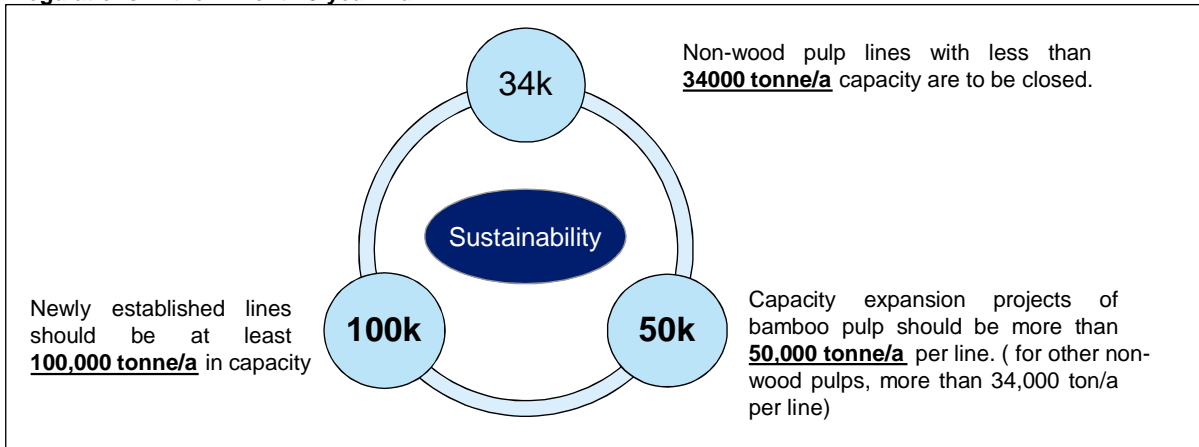 34k
Non-wood pulp lines with less than
34000 tonne/a capacity are to be closed.
Sustainability
Newly established lines
should be at least
100,000 tonne/a in capacity
100k
50k
Capacity expansion projects of
bamboo pulp should be more than
50,000 tonne/a per line. ( for other non-
wood pulps, more than 34,000 ton/a
per line)